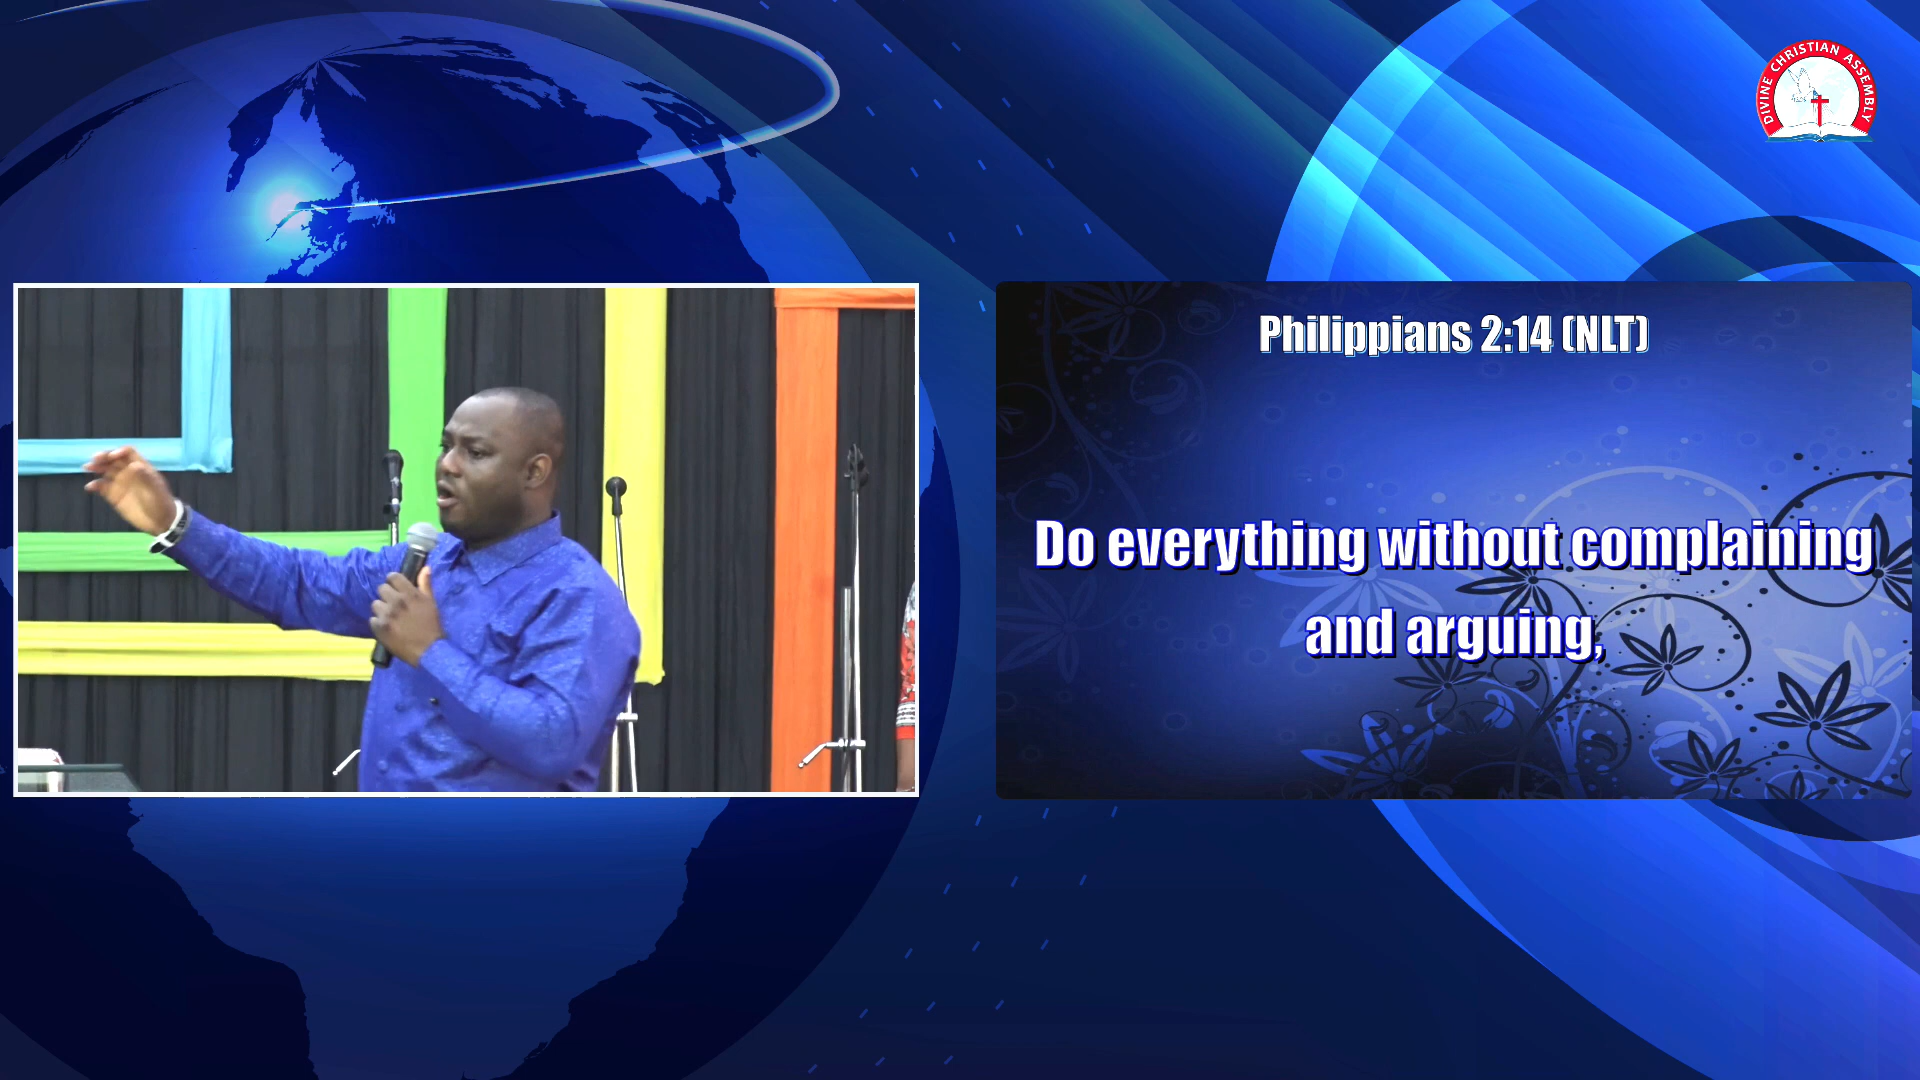 DIVINE CHRISTIAN ASSEMBLY
Philippians 2:14 (NLT)
Do everything without complaining
and arguing,